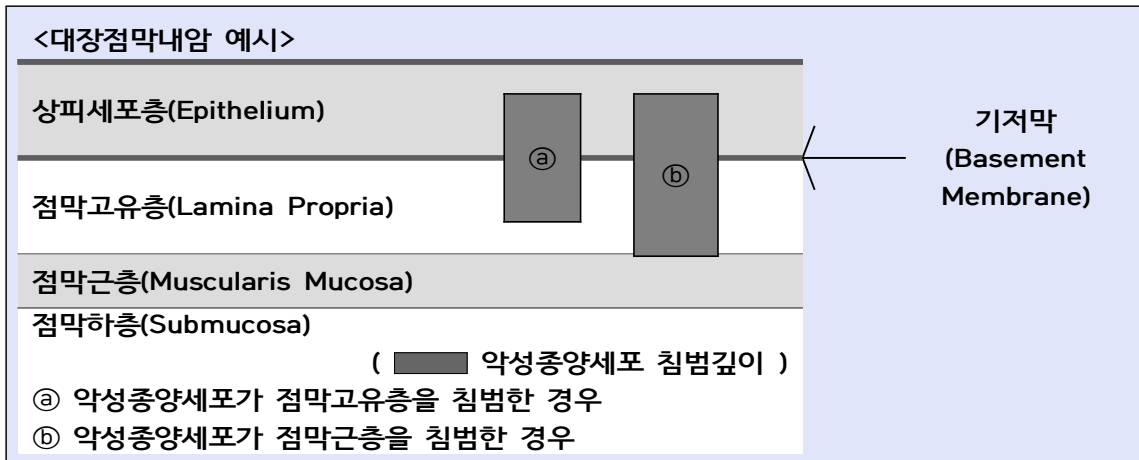 <대장점막내암 예시>
상피세포층(Epithelium)
ⓐ
ⓑ
기저막
(Basement
Membrane)
점막고유층(Lamina Propria)
점막근층(Muscularis Mucosa)
점막하층(Submucosa)
( 악성종양세포 침범깊이 )
ⓐ 악성종양세포가 점막고유층을 침범한 경우
ⓑ 악성종양세포가 점막근층을 침범한 경우